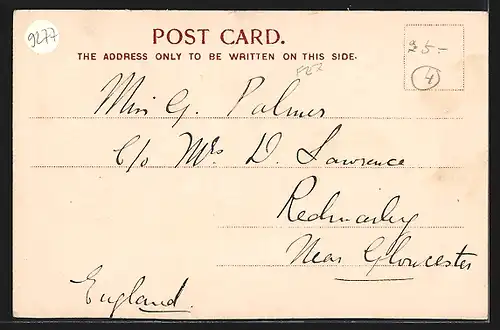 9277
POST CARD.
THE ADDRESS ONLY TO BE WRITTEN ON THIS SIDE.
5-
4
Miss G. Palmer
C/o Mrs D. Lawrence
Redmarley
Near Gloucester
England.